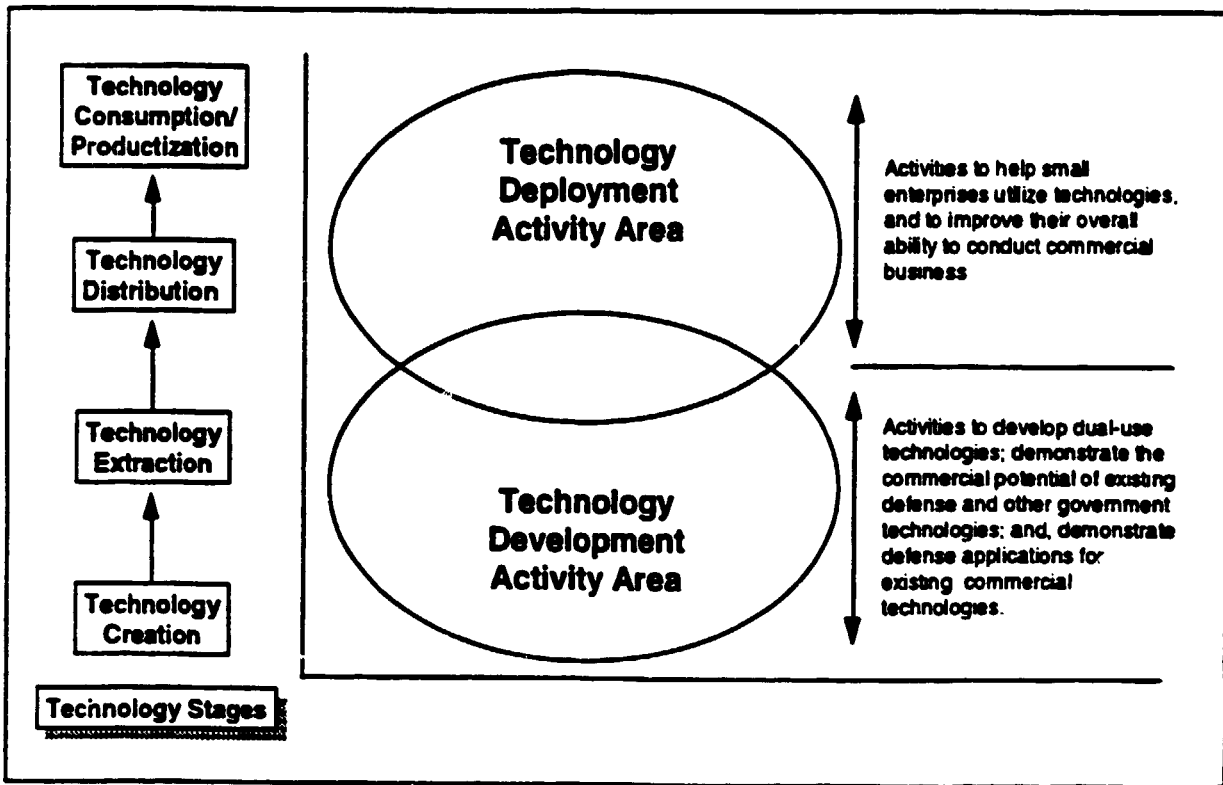 Technology
Consumption/
Productization
Technology
Distribution
Technology
Extraction
Technology
Creation
Technology Stages
Technology
Deployment
Activity Area
Technology
Development
Activity Area
Activities to help small
enterprises utilize technologies,
and to improve their overall
ability to conduct commercial
business
Activities to develop dual-use
technologies; demonstrate the
commercial potential of existing
defense and other government
technologies; and, demonstrate
defense applications for
existing commercial
technologies.